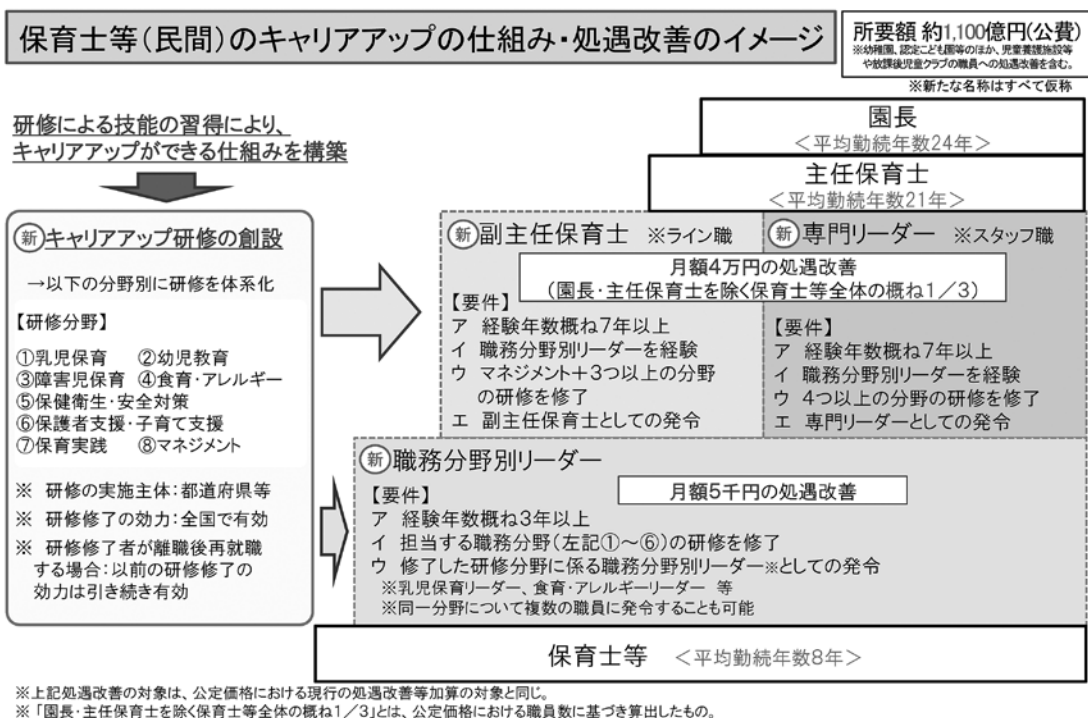 保育士等(民間)のキャリアアップの仕組み・処遇改善のイメージ
所要額 約1,100億円(公費)
※幼稚園、認定こども園等のほか、児童養護施設等
や放課後児童クラブの職員への処遇改善を含む。
※新たな名称はすべて仮称
研修による技能の習得により、
キャリアアップができる仕組みを構築
園長
<平均勤続年数24年>
主任保育士
<平均勤続年数21年>
新 キャリアアップ研修の創設
→以下の分野別に研修を体系化
【研修分野】
①乳児保育 ②幼児教育
③障害児保育 ④食育・アレルギー
⑤保健衛生・安全対策
⑥保護者支援・子育て支援
⑦保育実践 ⑧マネジメント
※ 研修の実施主体:都道府県等
※ 研修修了の効力:全国で有効
※ 研修修了者が離職後再就職
する場合:以前の研修修了の
効力は引き続き有効
新 副主任保育士 ※ライン職
新 専門リーダー ※スタッフ職
月額4万円の処遇改善
(園長・主任保育士を除く保育士等全体の概ね1/3)
【要件】
ア 経験年数概ね7年以上
イ 職務分野別リーダーを経験
ウ マネジメント+3つ以上の分野
の研修を修了
エ 副主任保育士としての発令
【要件】
ア 経験年数概ね7年以上
イ 職務分野別リーダーを経験
ウ 4つ以上の分野の研修を修了
エ 専門リーダーとしての発令
新 職務分野別リーダー
月額5千円の処遇改善
【要件】
ア 経験年数概ね3年以上
イ 担当する職務分野(左記①~⑥)の研修を修了
ウ 修了した研修分野に係る職務分野別リーダー※としての発令
※乳児保育リーダー、食育・アレルギーリーダー 等
※同一分野について複数の職員に発令することも可能
保育士等 <平均勤続年数8年>
※上記処遇改善の対象は、公定価格における現行の処遇改善等加算の対象と同じ。
※「園長・主任保育士を除く保育士等全体の概ね1/3」とは、公定価格における職員数に基づき算出したもの。